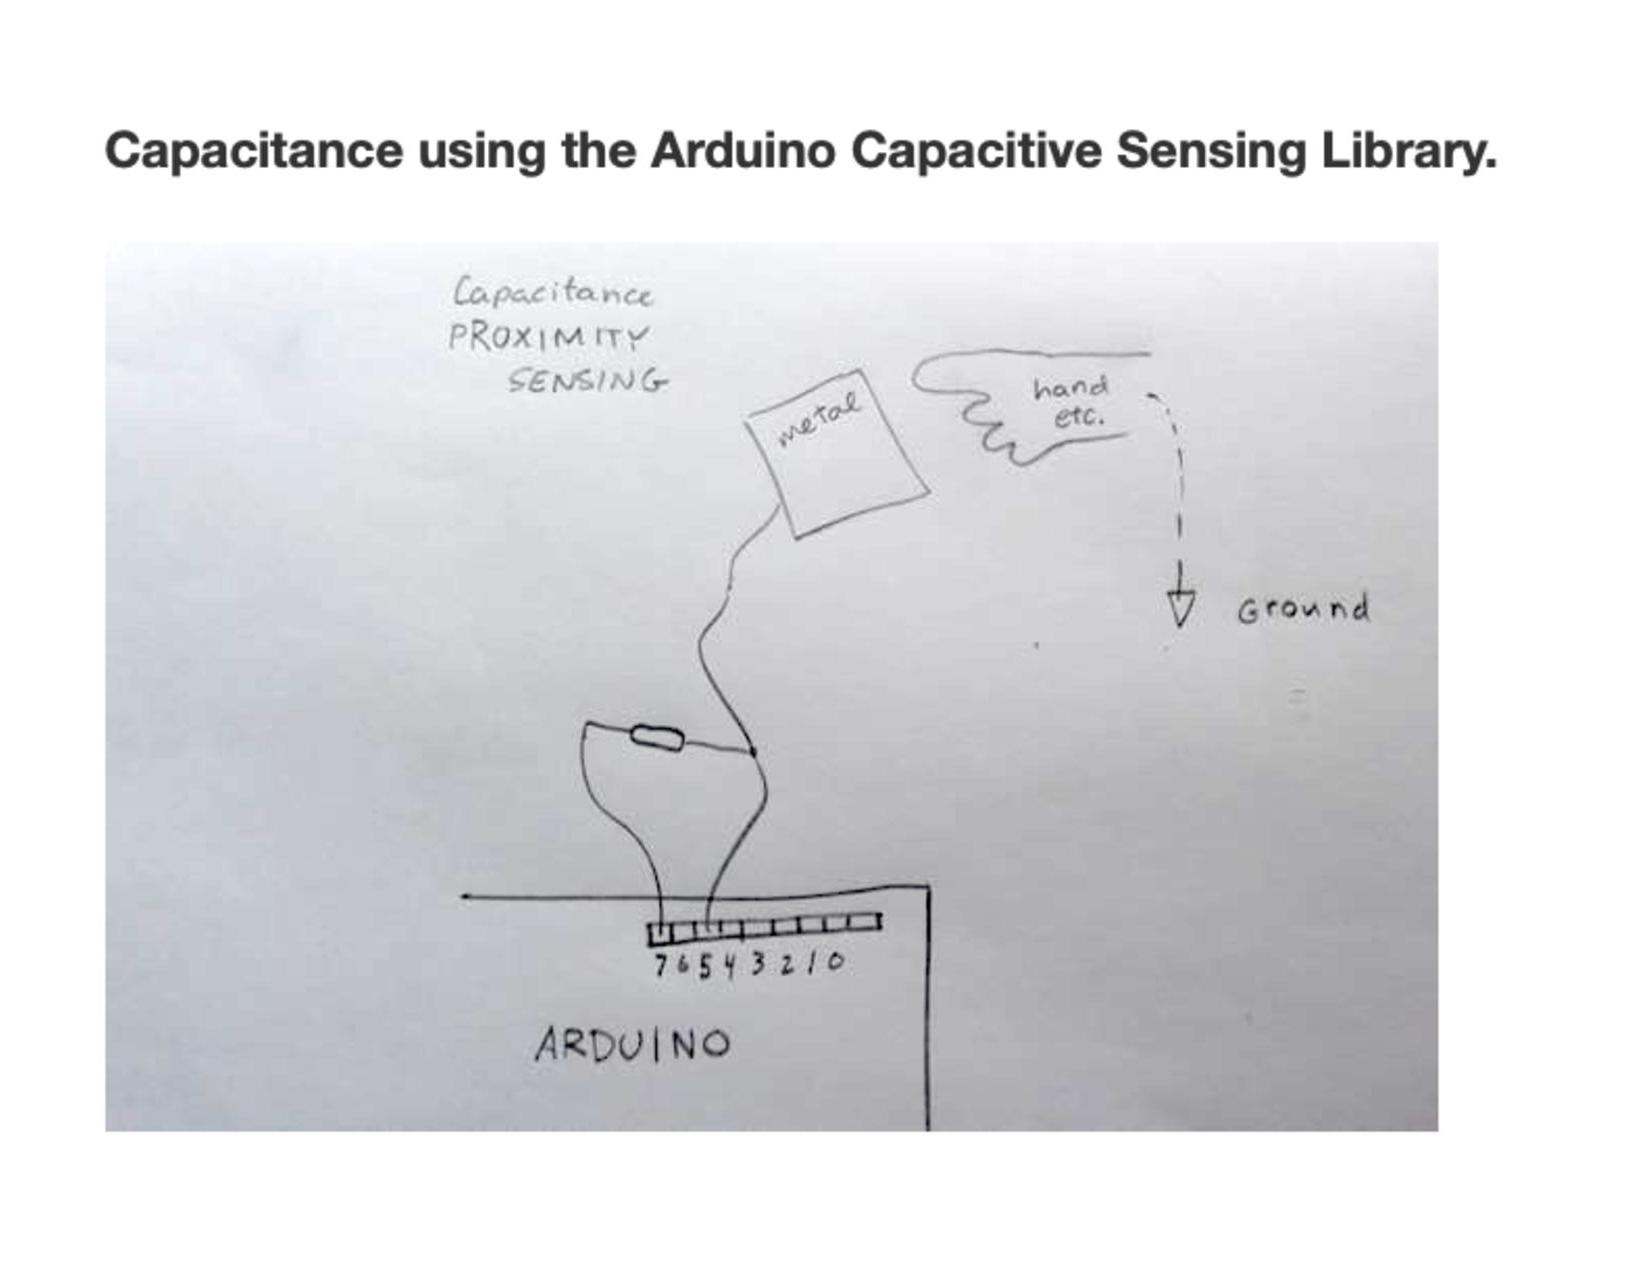 Capacitance using the Arduino Capacitive Sensing Library.
Capacitance
PROXIMITY
SENSING
metal
hand
etc.
Ground
7 6 5 4 3 2 1 0
ARDUINO